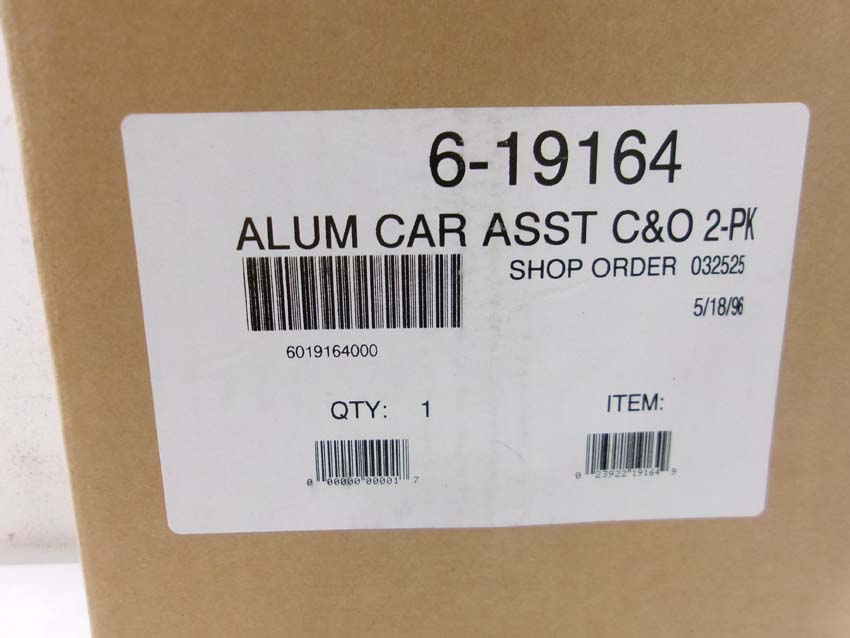 6-19164
ALUM CAR ASST C&O 2-PK
SHOP ORDER 032525
5/18/96
6019164000
QTY: 1
ITEM:
0 00000 00001 7
0 23922 19164 9